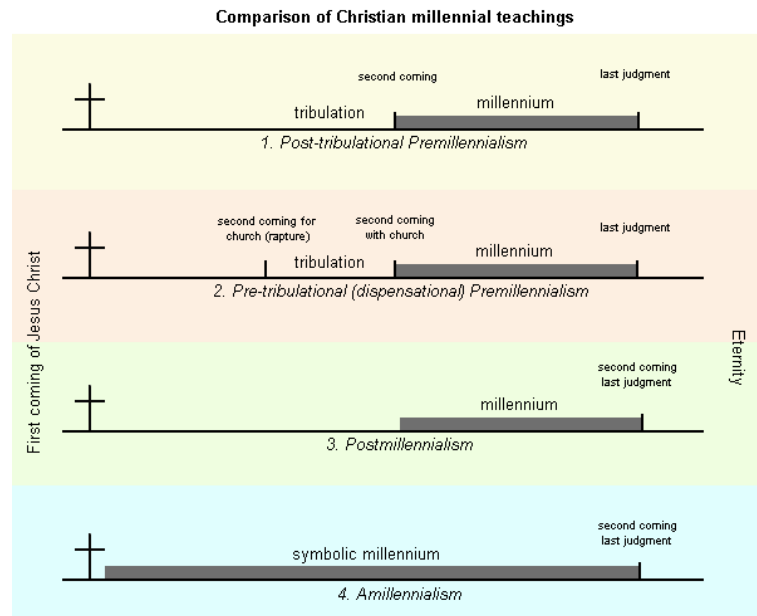 Comparison of Christian millennial teachings
second coming
last judgment
tribulation
millennium
1. Post-tribulational Premillennialism
second coming for
church (rapture)
second coming
with church
last judgment
tribulation
millennium
2. Pre-tribulational (dispensational) Premillennialism
First coming of Jesus Christ
Eternity
second coming
last judgment
millennium
3. Postmillennialism
second coming
last judgment
symbolic millennium
4. Amillennialism